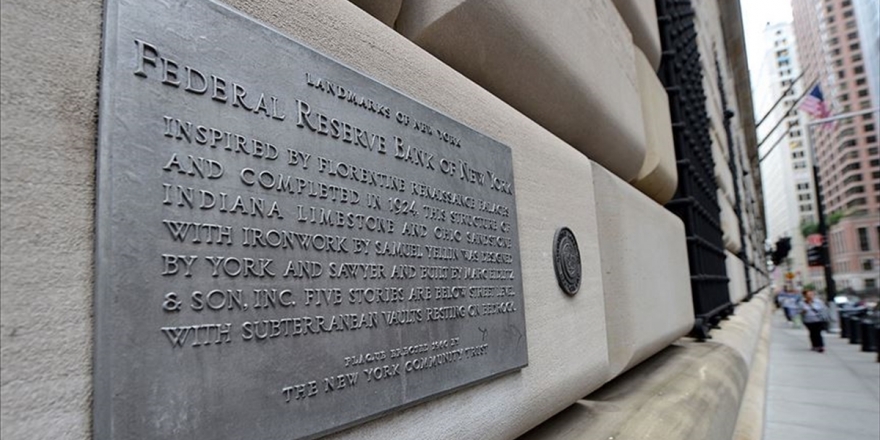 LANDMARKS OF NEW YORK
FEDERAL RESERVE BANK OF NEW YORK
INSPIRED BY FLORENTINE RENAISSANCE PALACES
AND COMPLETED IN 1924, THIS STRUCTURE OF
INDIANA LIMESTONE AND OHIO SANDSTONE
WITH IRONWORK BY SAMUEL YELLIN WAS DESIGNED
BY YORK AND SAWYER AND BUILT BY MARC EIDLITZ
& SON, INC. FIVE STORIES ARE BELOW STREET LEVEL
WITH SUBTERRANEAN VAULTS RESTING ON BEDROCK.
PLAQUE ERECTED BY
THE NEW YORK COMMUNITY TRUST